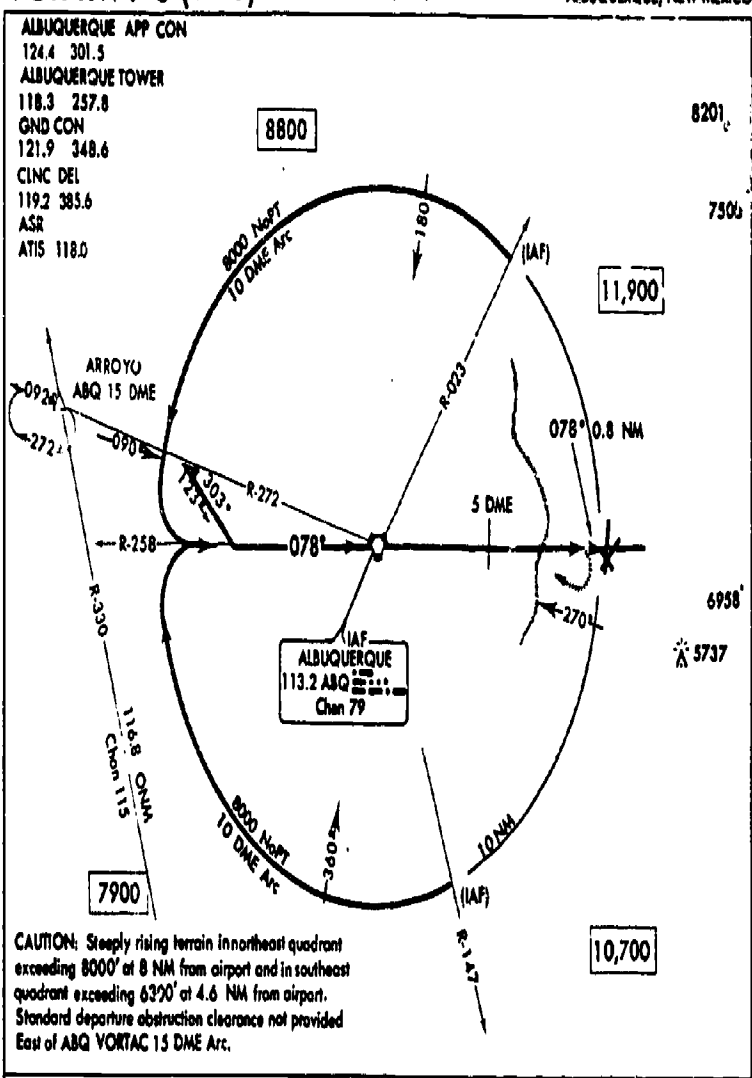 ALBUQUERQUE APP CON
124.4 301.5
ALBUQUERQUE TOWER
118.3 257.8
GND CON
121.9 348.6
CLNC DEL
119.2 385.6
ASR
ATIS 118.0
8800
8201
7500
11,900
8000 NoPT
10 DME Arc
180
(IAF)
R-023
ARROYO
ABQ 15 DME
092°
272
090°
303°
123
R-272
078° 0.8 NM
5 DME
R-258
078°
270°
R-330
116.8 ONM
Chan 115
(IAF
ALBUQUERQUE
113.2 ABQ
Chan 79
6958
5737
8000 NoPT
10 DME Arc
360°
10 NM
(IAF)
R-147
7900
10,700
CAUTION: Steeply rising terrain in northeast quadrant
exceeding 8000' at 8 NM from airport and in southeast
quadrant exceeding 6320' at 4.6 NM from airport.
Standard departure obstruction clearance not provided
East of ABQ VORTAC 15 DME Arc.